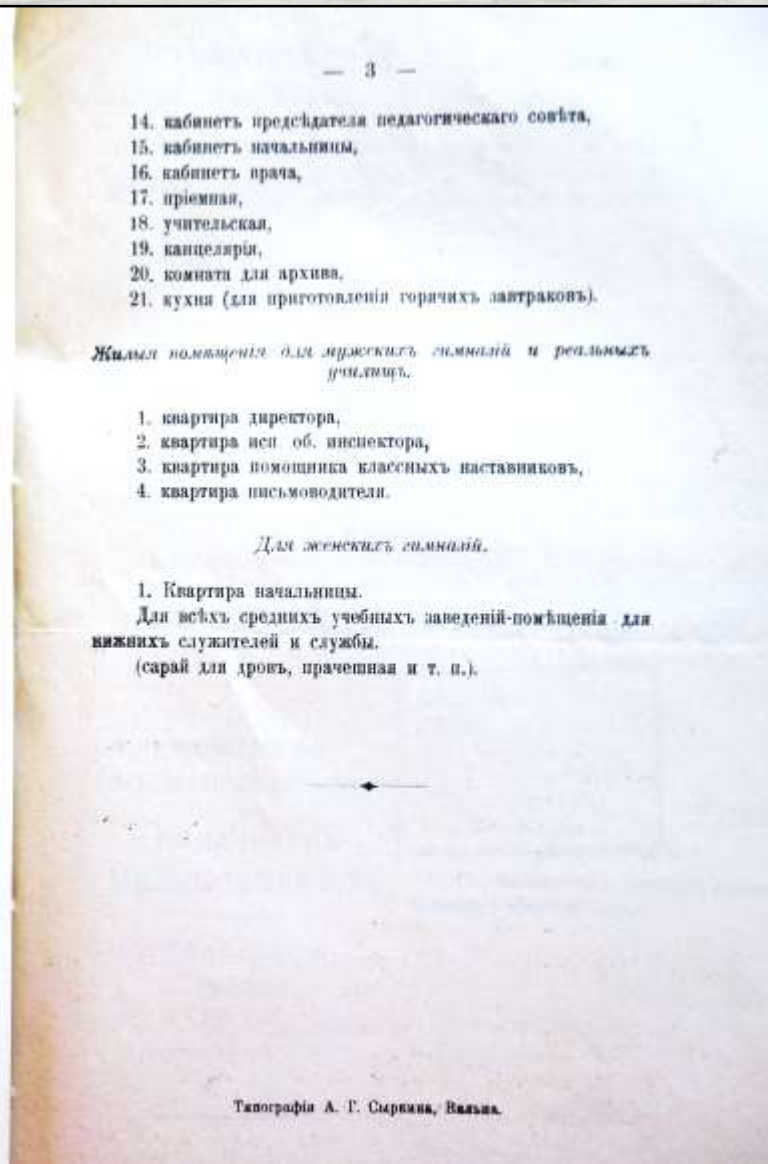 — 3 —
14. кабинетъ предсѣдателя педагогическаго совѣта,
15. кабинетъ начальницы,
16. кабинетъ врача,
17. пріемная,
18. учительская,
19. канцелярія,
20. комната для архива,
21. кухня (для приготовленія горячихъ завтраковъ).
Жилыя помѣщенія для мужскихъ гимназій и реальныхъ
училищъ.
1. квартира директора,
2. квартира исп. об. инспектора,
3. квартира помощника классныхъ наставниковъ,
4. квартира письмоводителя.
Для женскихъ гимназій.
1. Квартира начальницы.
Для всѣхъ среднихъ учебныхъ заведеній-помѣщенія для
нижнихъ служителей и службы.
(сарай для дровъ, прачешная и т. п.).
Типографія А. Г. Сыркина, Вильна.